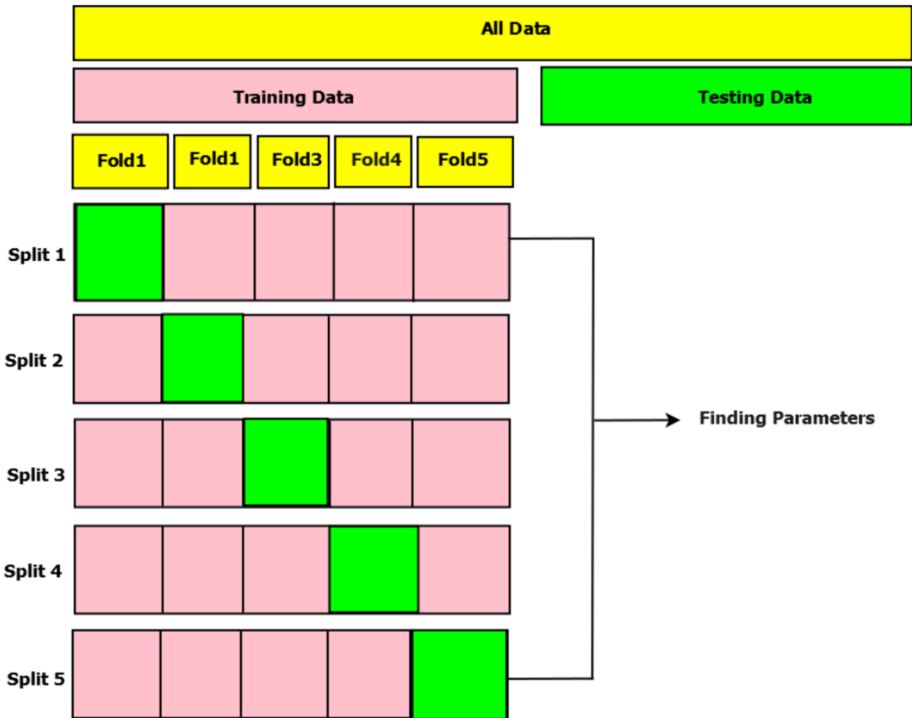 All Data
Training Data Testing Data
Fold1 Fold1 Fold3 Fold4 Fold5
Split 1
Split 2
Finding Parameters
Split 3
Split 4
Split 5